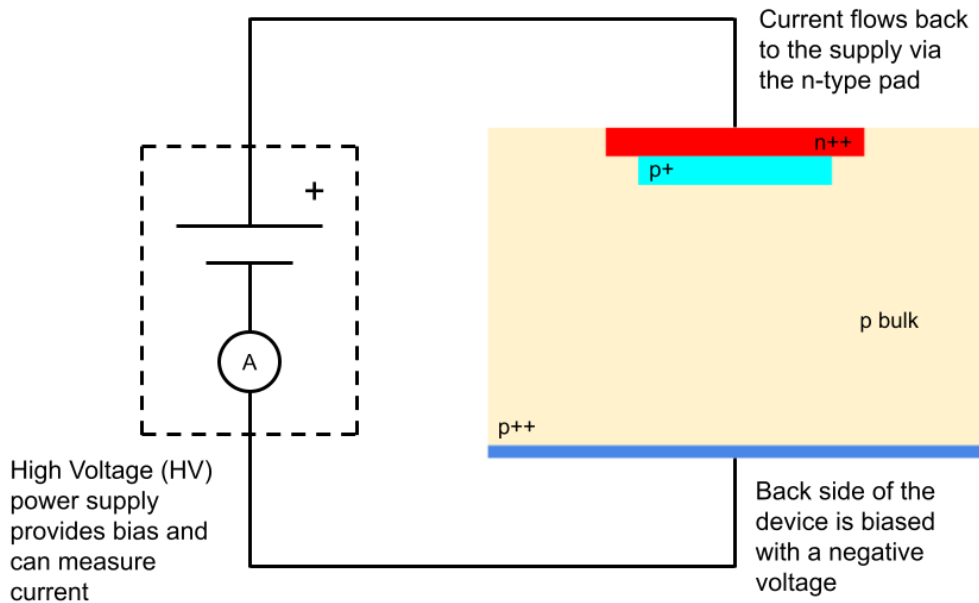 Current flows back
to the supply via
the n-type pad
n++
p+
+
p bulk
A
p++
High Voltage (HV)
power supply
provides bias and
can measure
current
Back side of the
device is biased
with a negative
voltage